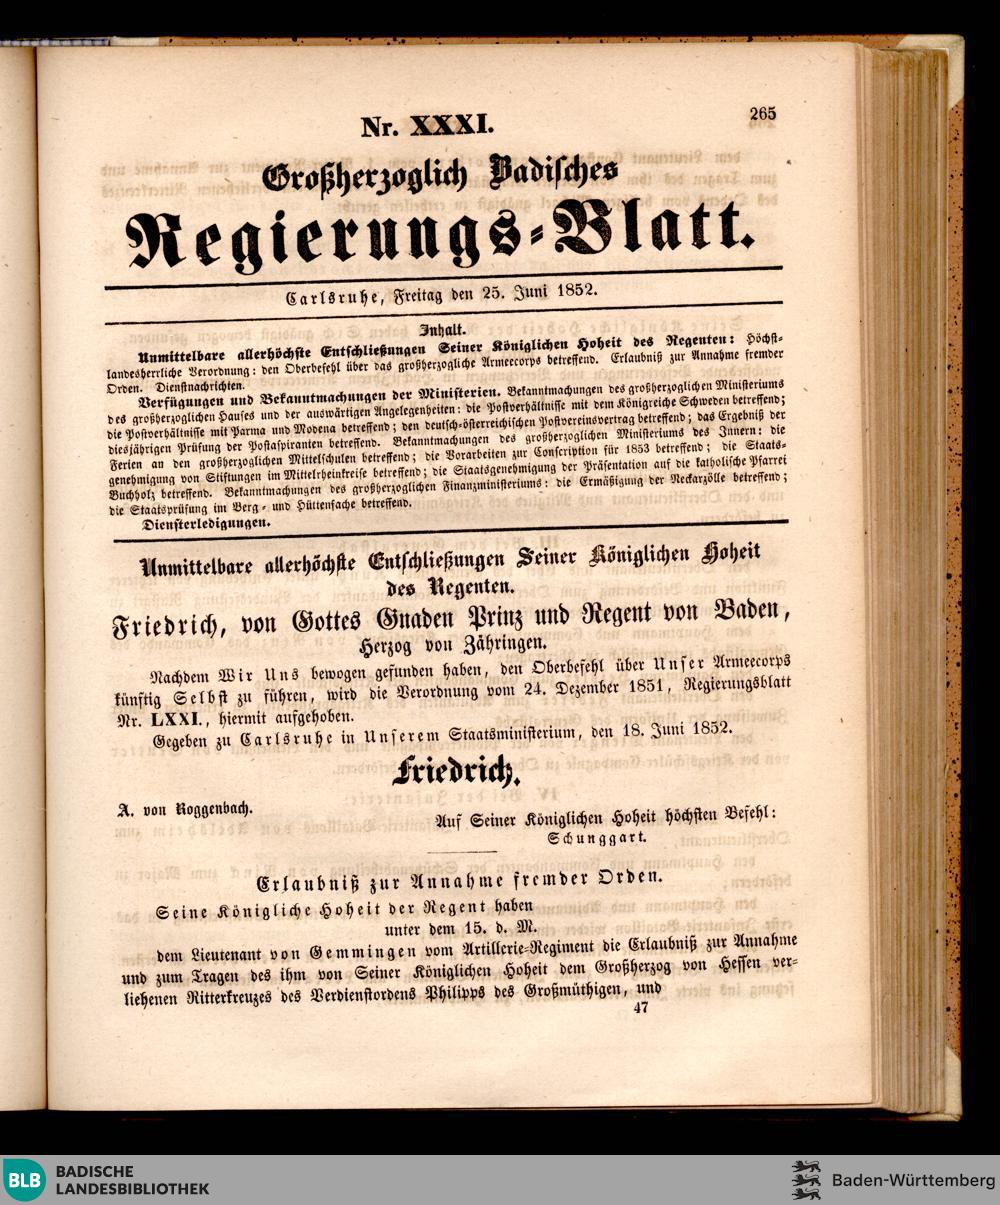 265
Nr. XXXI.
Großherzoglich Badisches
Regierungs-Blatt.
Carlsruhe, Freitag den 25. Juni 1852.
Inhalt.
Unmittelbare allerhöchste Entschließungen Seiner Königlichen Hoheit des Regenten: Höchst-
landesherrliche Verordnung: den Oberbefehl über das großherzogliche Armeecorps betreffend. Erlaubniß zur Annahme fremder
Orden. Dienstnachrichten.
Verfügungen und Bekanntmachungen der Ministerien. Bekanntmachungen des großherzoglichen Ministeriums
des großherzoglichen Hauses und der auswärtigen Angelegenheiten: die Postverhältnisse mit dem Königreiche Schweden betreffend;
die Postverhältnisse mit Parma und Modena betreffend; den deutsch-österreichischen Postvereinsvertrag betreffend; das Ergebniß der
diesjährigen Prüfung der Postaspiranten betreffend. Bekanntmachungen des großherzoglichen Ministeriums des Innern: die
Ferien an den großherzoglichen Mittelschulen betreffend; die Vorarbeiten zur Conscription für 1853 betreffend; die Staats-
genehmigung von Stiftungen im Mittelrheinkreise betreffend; die Staatsgenehmigung der Präsentation auf die katholische Pfarrei
Buchholz betreffend. Bekanntmachungen des großherzoglichen Finanzministeriums: die Ermäßigung der Neckarzölle betreffend;
die Staatsprüfung im Berg- und Hüttenfache betreffend.
Diensterledigungen.
Unmittelbare allerhöchste Entschließungen Seiner Königlichen Hoheit
des Regenten.
Friedrich, von Gottes Gnaden Prinz und Regent von Baden,
Herzog von Zähringen.
Nachdem Wir Uns bewogen gefunden haben, den Oberbefehl über Unser Armeecorps
künftig Selbst zu führen, wird die Verordnung vom 24. Dezember 1851, Regierungsblatt
Nr. LXXI., hiermit aufgehoben.
Gegeben zu Carlsruhe in Unserem Staatsministerium, den 18. Juni 1852.
Friedrich.
A. von Roggenbach.
Auf Seiner Königlichen Hoheit höchsten Befehl:
Schunggart.
Erlaubniß zur Annahme fremder Orden.
Seine Königliche Hoheit der Regent haben
unter dem 15. d. M.
dem Lieutenant von Gemmingen vom Artillerie-Regiment die Erlaubniß zur Annahme
und zum Tragen des ihm von Seiner Königlichen Hoheit dem Großherzog von Hessen ver-
liehenen Ritterkreuzes des Verdienstordens Philipps des Großmüthigen, und
47
BLB BADISCHE
LANDESBIBLIOTHEK
Baden-Württemberg